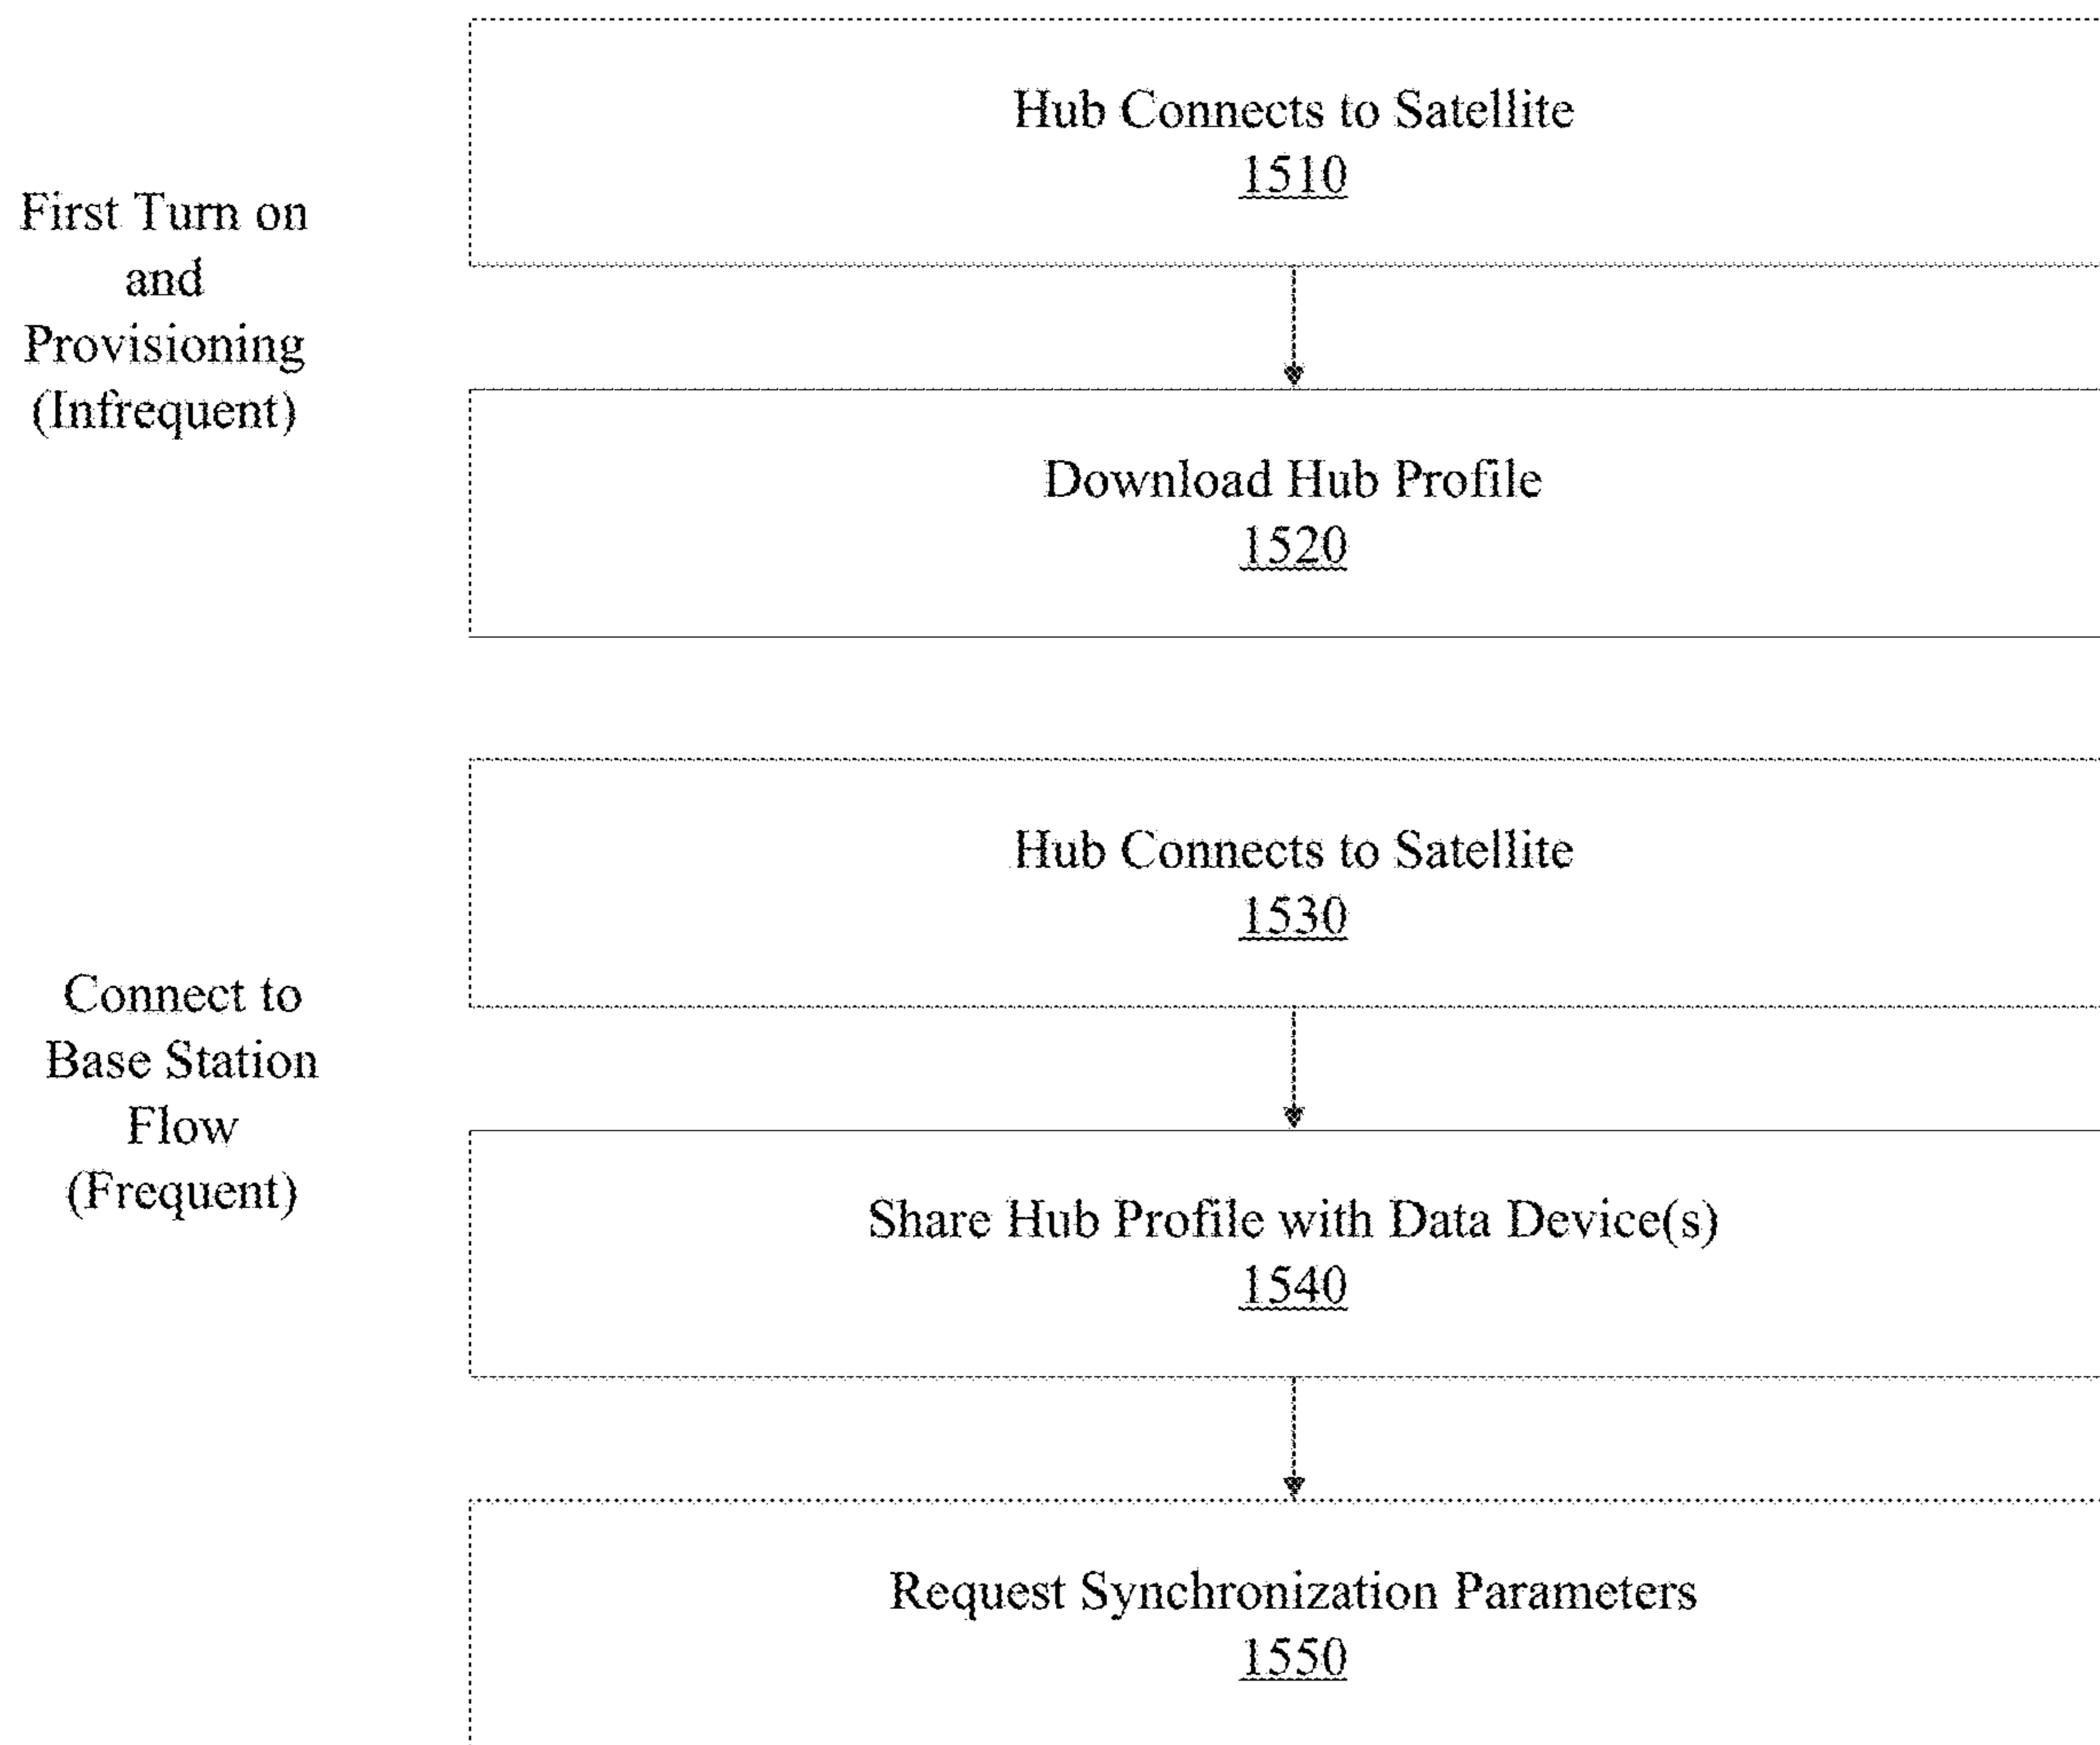 First Turn on
and
Provisioning
(Infrequent)
Hub Connects to Satellite
1510
Download Hub Profile
1520
Connect to
Base Station
Flow
(Frequent)
Hub Connects to Satellite
1530
Share Hub Profile with Data Device(s)
1540
Request Synchronization Parameters
1550